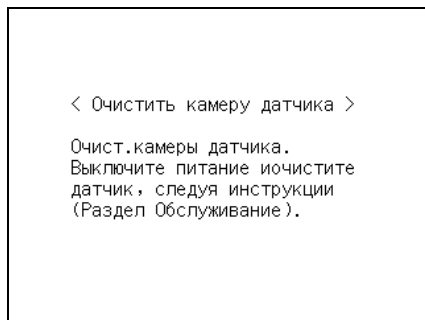 < Очистить камеру датчика >
Очист.камеры датчика.
Выключите питание иочистите
датчик, следуя инструкции
(Раздел Обслуживание).